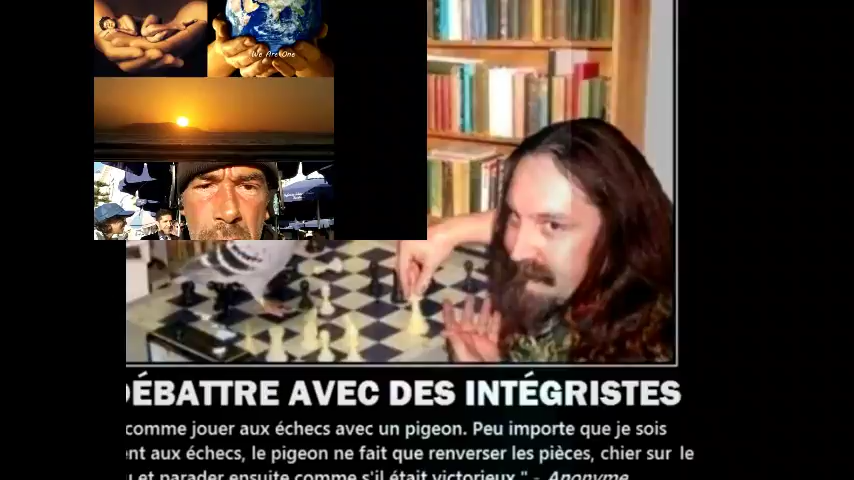 We Are One
DÉBATTRE AVEC DES INTÉGRISTES
comme jouer aux échecs avec un pigeon. Peu importe que je sois
nt aux échecs, le pigeon ne fait que renverser les pièces, chier sur le
u et parader ensuite comme s'il était victorieux." - Anonyme